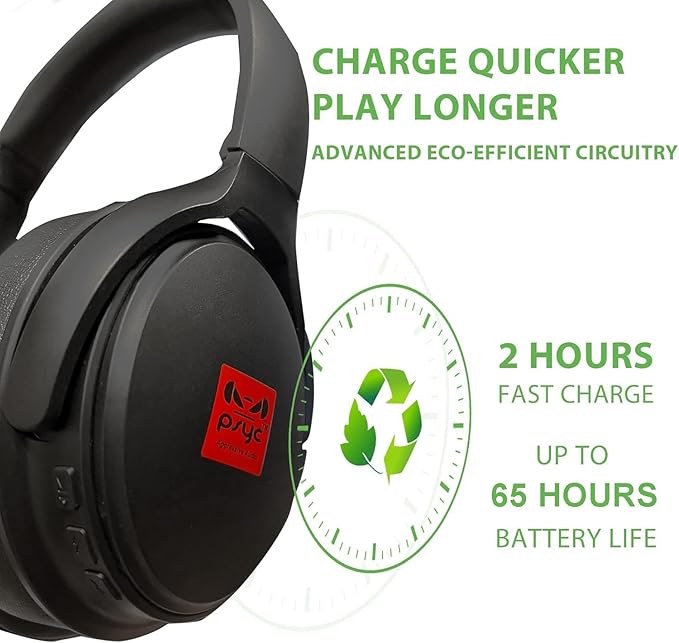 CHARGE QUICKER
PLAY LONGER
ADVANCED ECO-EFFICIENT CIRCUITRY
2 HOURS
FAST CHARGE
UP TO
65 HOURS
BATTERY LIFE
psyc